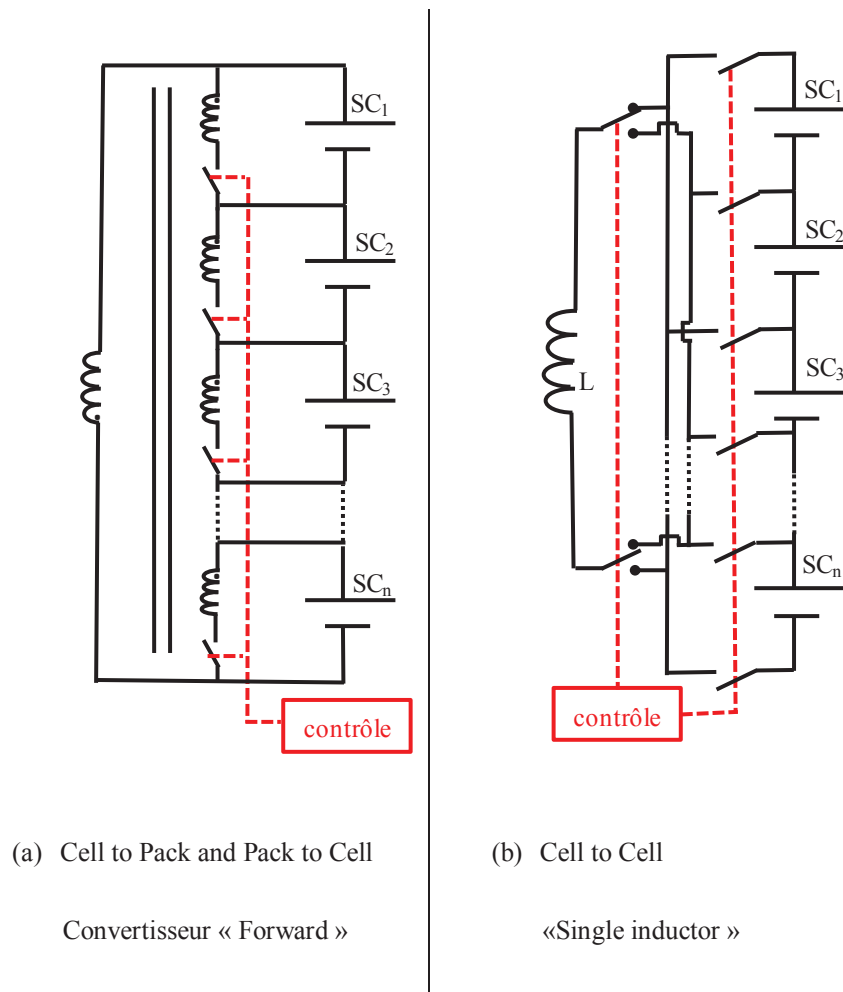 SC1
SC2
SC3
SCn
contrôle
(a) Cell to Pack and Pack to Cell
Convertisseur « Forward »
SC1
SC2
SC3
L
SCn
contrôle
(b) Cell to Cell
«Single inductor »